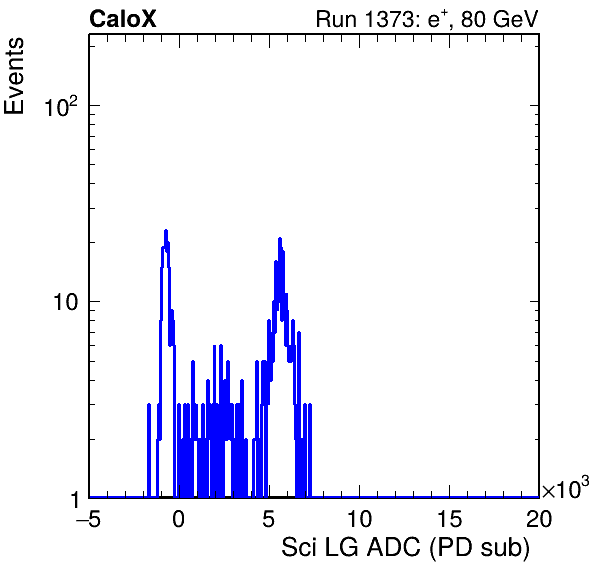 CaloX Run 1373: e⁺, 80 GeV
Events
10²
10
1
−5 0 5 10 15 20
×10³
Sci LG ADC (PD sub)